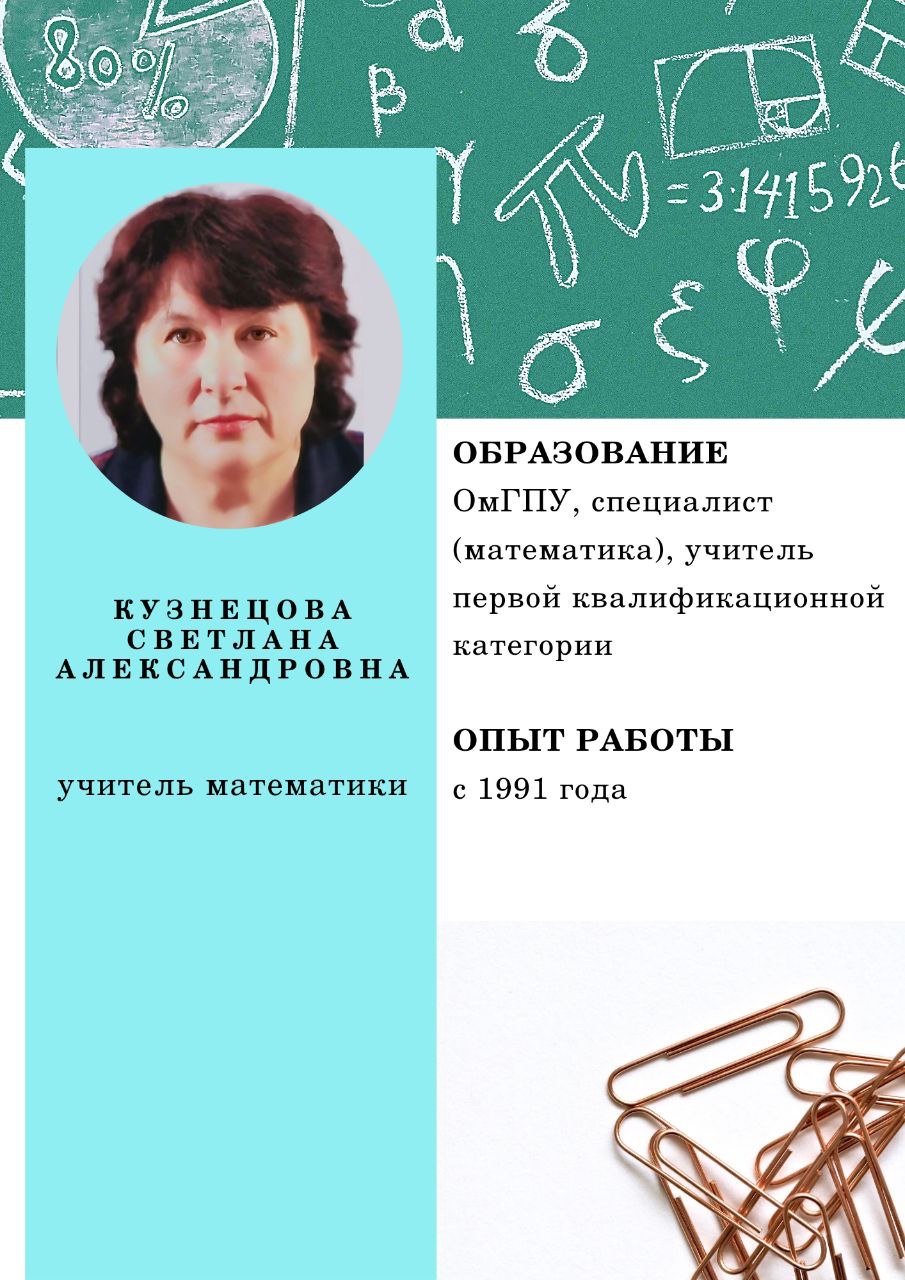 80%
α
δ
β
γ
π
=3.1415926
η
σ
ξ
φ
КУЗНЕЦОВА
СВЕТЛАНА
АЛЕКСАНДРОВНА
учитель математики
ОБРАЗОВАНИЕ
ОмГПУ, специалист
(математика), учитель
первой квалификационной
категории
ОПЫТ РАБОТЫ
с 1991 года